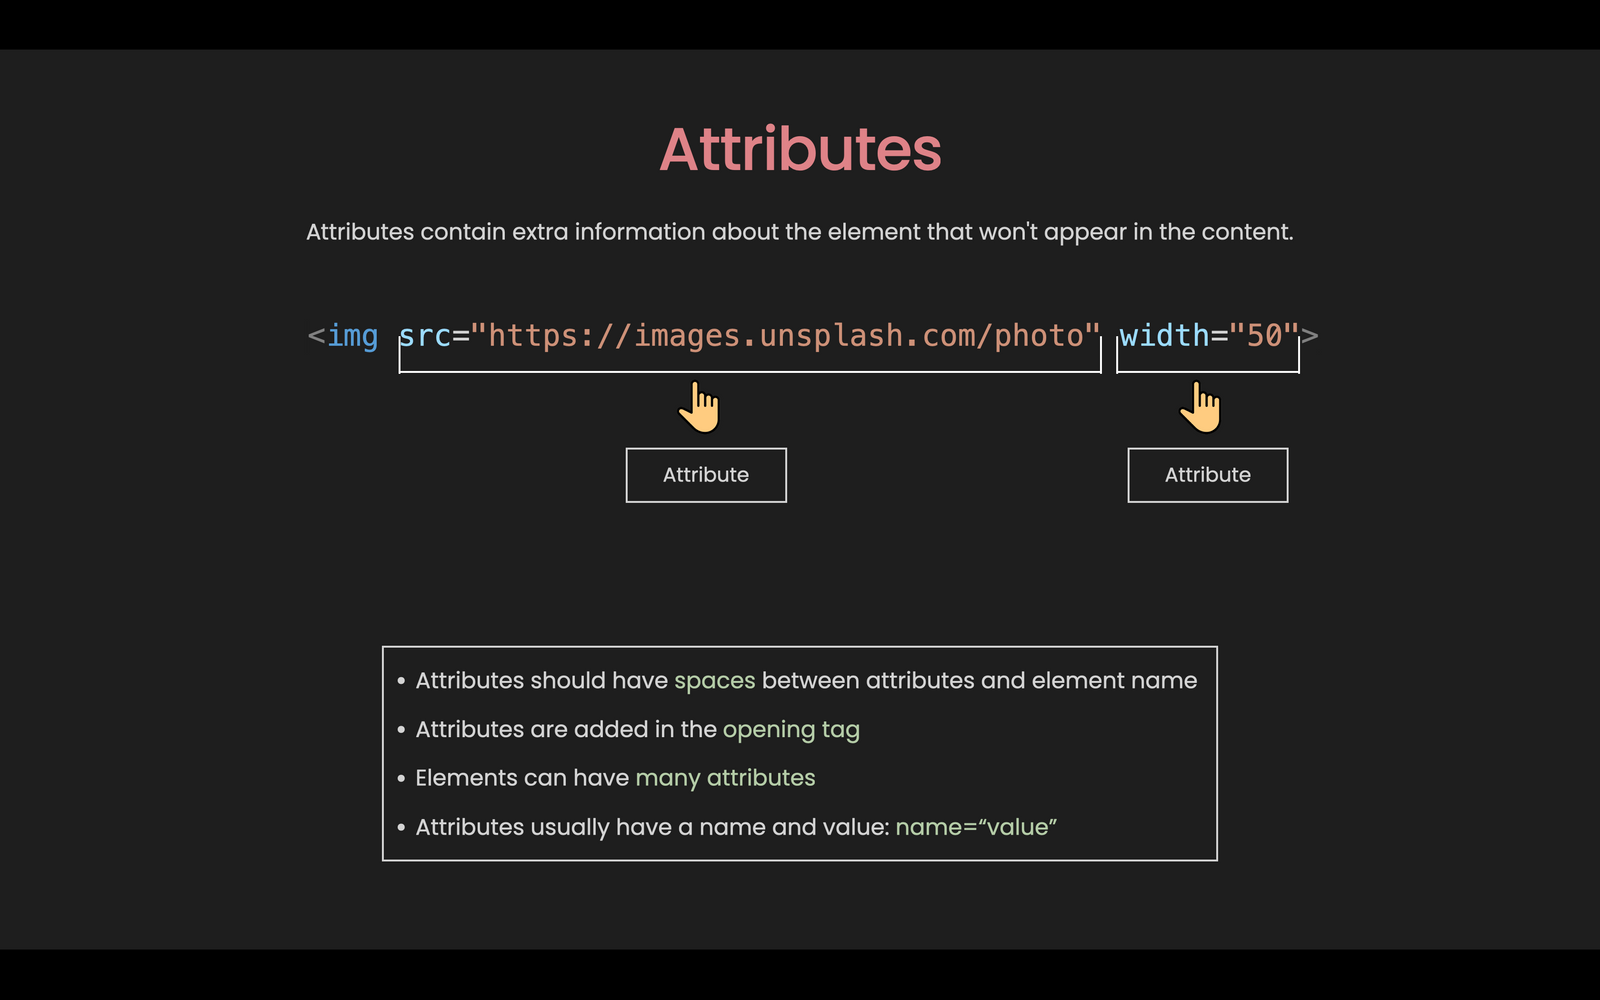 Attributes
Attributes contain extra information about the element that won't appear in the content.
<img src="https://images.unsplash.com/photo" width="50">
Attribute
Attribute
• Attributes should have spaces between attributes and element name
• Attributes are added in the opening tag
• Elements can have many attributes
• Attributes usually have a name and value: name=“value”